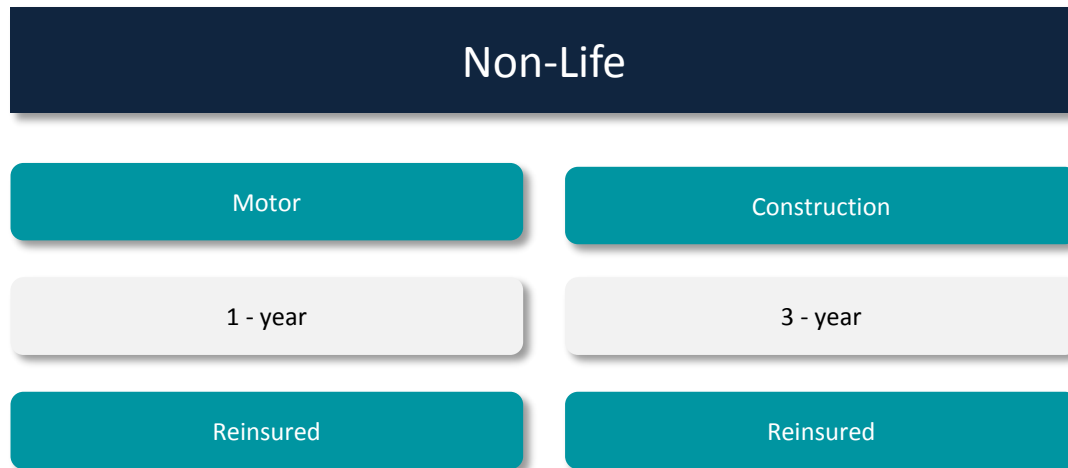 Non-Life
Motor
Construction
1 - year
3 - year
Reinsured
Reinsured